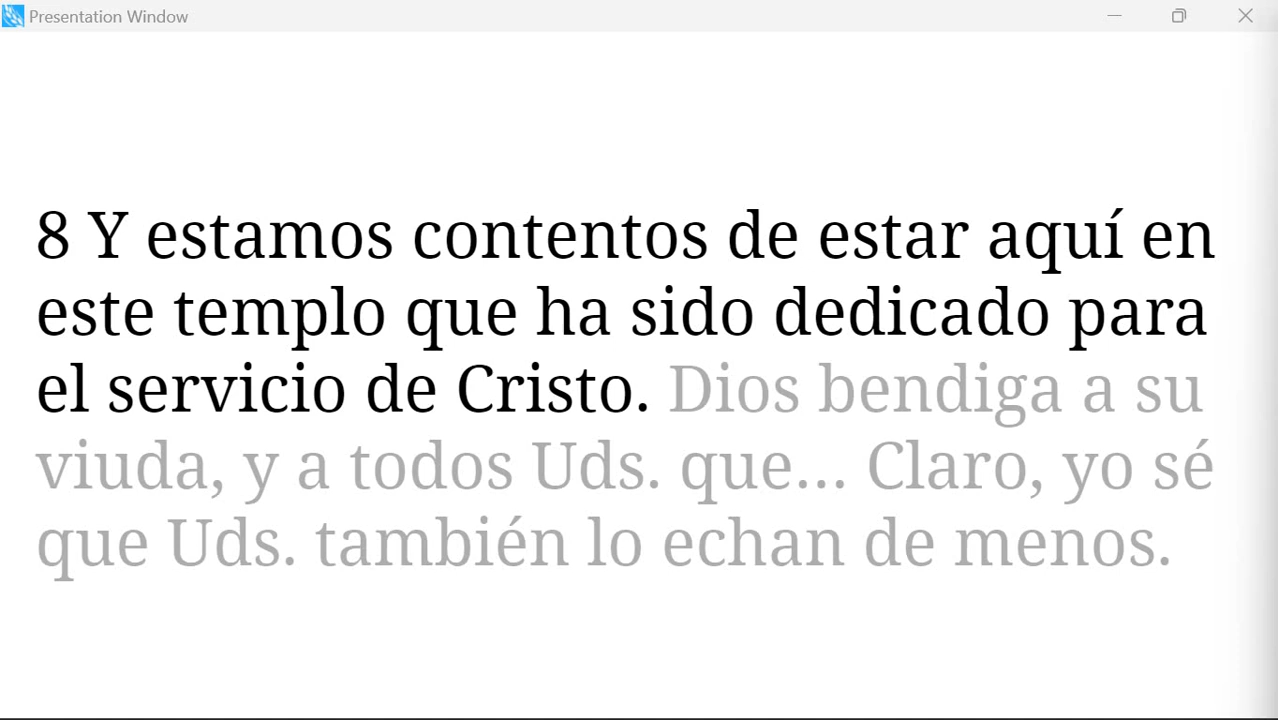 Presentation Window
8 Y estamos contentos de estar aquí en
este templo que ha sido dedicado para
el servicio de Cristo. Dios bendiga a su
viuda, y a todos Uds. que... Claro, yo sé
que Uds. también lo echan de menos.